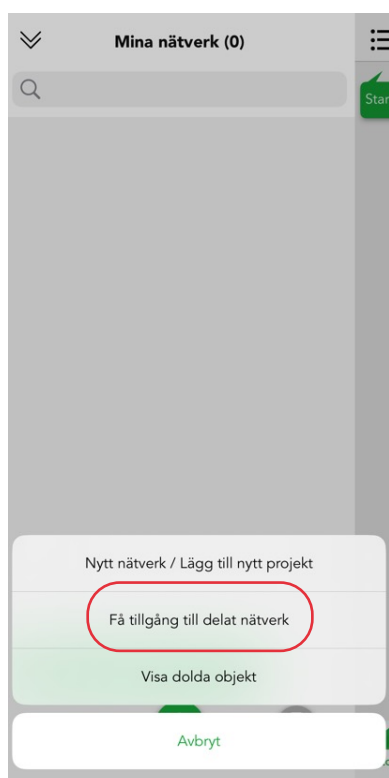 Mina nätverk (0)
Nytt nätverk / Lägg till nytt projekt
Få tillgång till delat nätverk
Visa dolda objekt
Avbryt